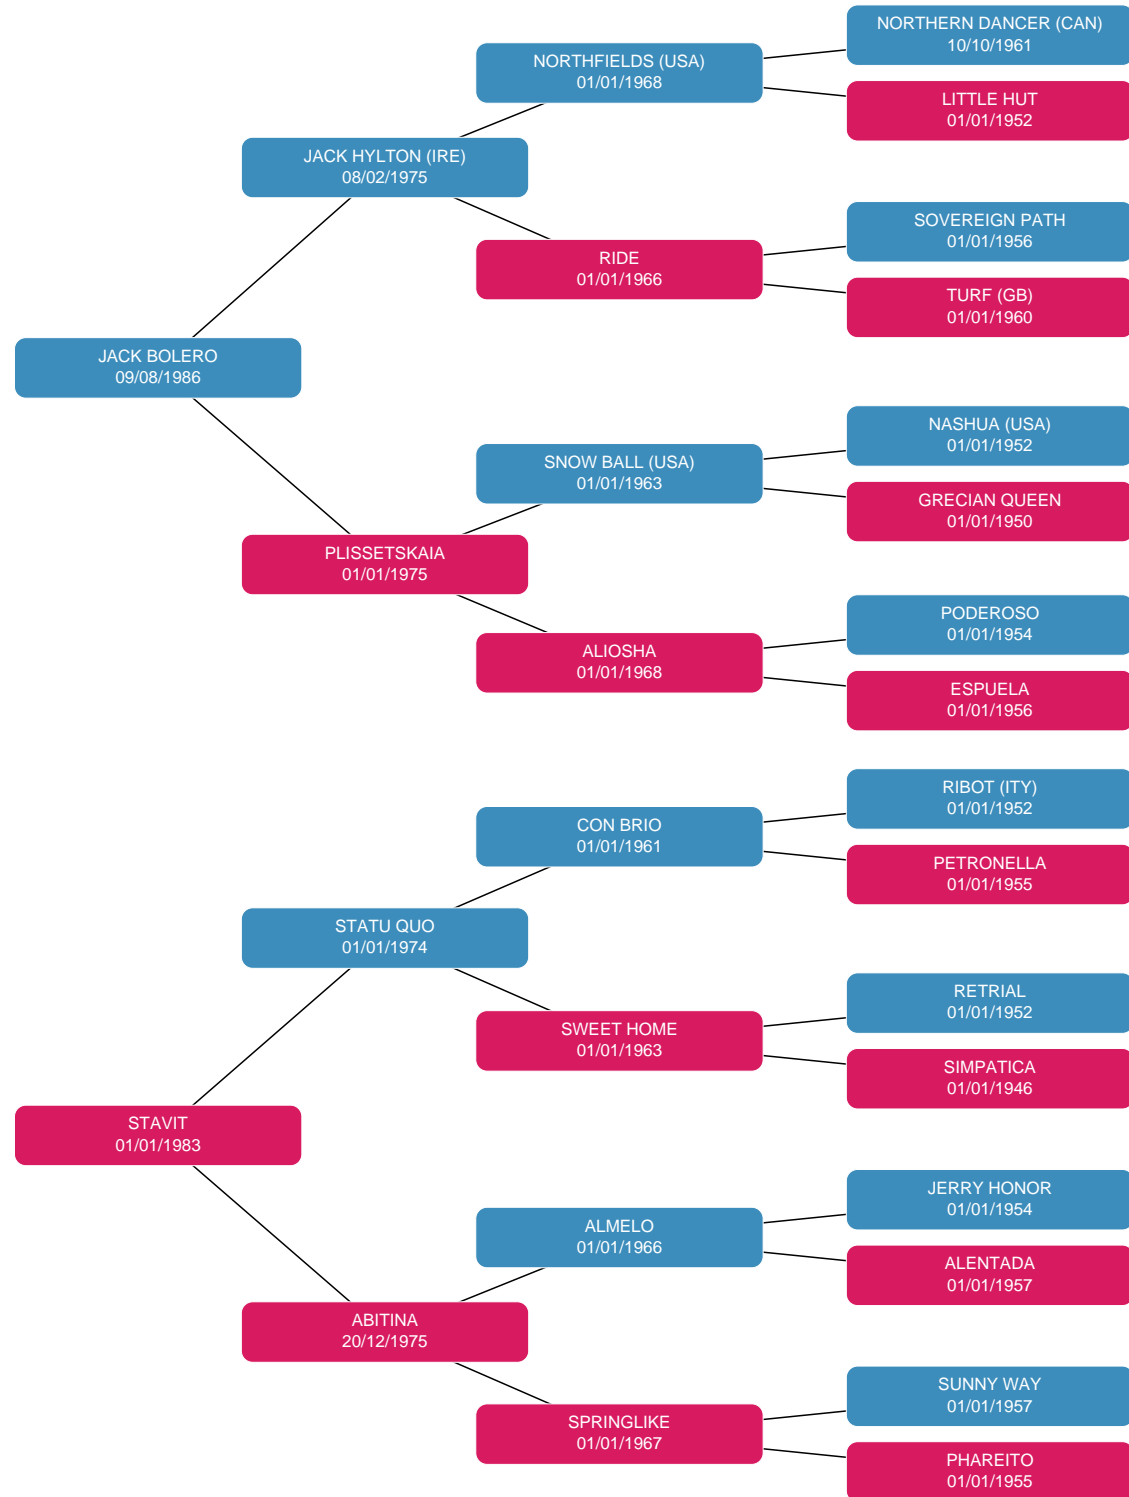 NORTHERN DANCER (CAN)
10/10/1961
NORTHFIELDS (USA)
01/01/1968
LITTLE HUT
01/01/1952
JACK HYLTON (IRE)
08/02/1975
SOVEREIGN PATH
01/01/1956
RIDE
01/01/1966
TURF (GB)
01/01/1960
JACK BOLERO
09/08/1986
NASHUA (USA)
01/01/1952
SNOW BALL (USA)
01/01/1963
GRECIAN QUEEN
01/01/1950
PLISSETSKAIA
01/01/1975
PODEROSO
01/01/1954
ALIOSHA
01/01/1968
ESPUELA
01/01/1956
RIBOT (ITY)
01/01/1952
CON BRIO
01/01/1961
PETRONELLA
01/01/1955
STATU QUO
01/01/1974
RETRIAL
01/01/1952
SWEET HOME
01/01/1963
SIMPATICA
01/01/1946
STAVIT
01/01/1983
JERRY HONOR
01/01/1954
ALMELO
01/01/1966
ALENTADA
01/01/1957
ABITINA
20/12/1975
SUNNY WAY
01/01/1957
SPRINGLIKE
01/01/1967
PHAREITO
01/01/1955